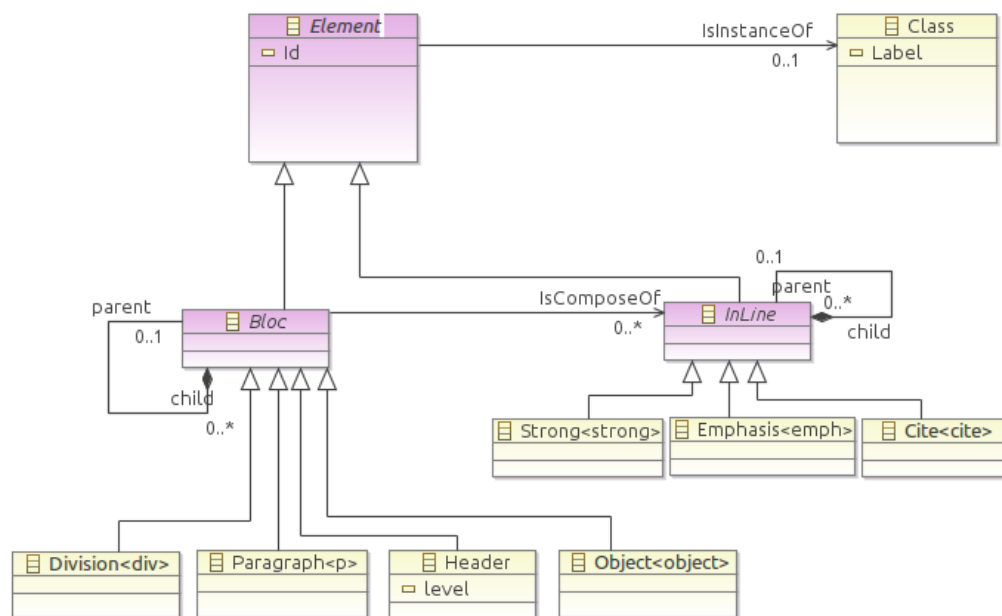 Element
Id
IsInstanceOf
0..1
Class
Label
parent
0..1
Bloc
child
0..*
IsComposeOf
0..*
0..1
parent
0..*
InLine
child
Strong<strong>
Emphasis<emph>
Cite<cite>
Division<div>
Paragraph<p>
Header
level
Object<object>